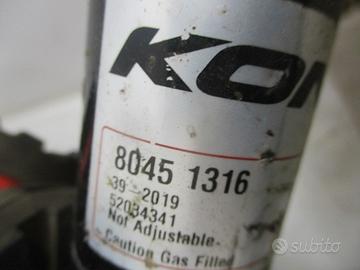 KON
8045 1316
39-2019
52034341
Not Adjustable-
- Caution Gas Filled
subito